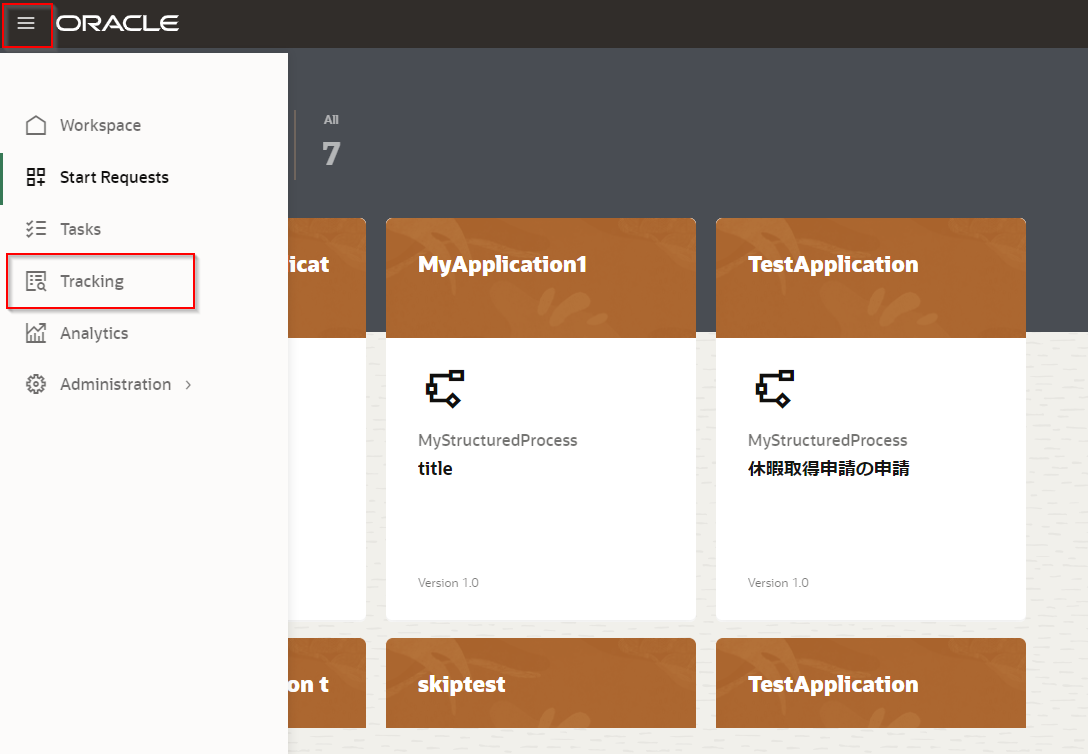 ORACLE
Workspace
Start Requests
Tasks
Tracking
Analytics
Administration
All
7
icat
MyApplication1
MyStructuredProcess
title
Version 1.0
TestApplication
MyStructuredProcess
休暇取得申請の申請
Version 1.0
on t
skiptest
TestApplication